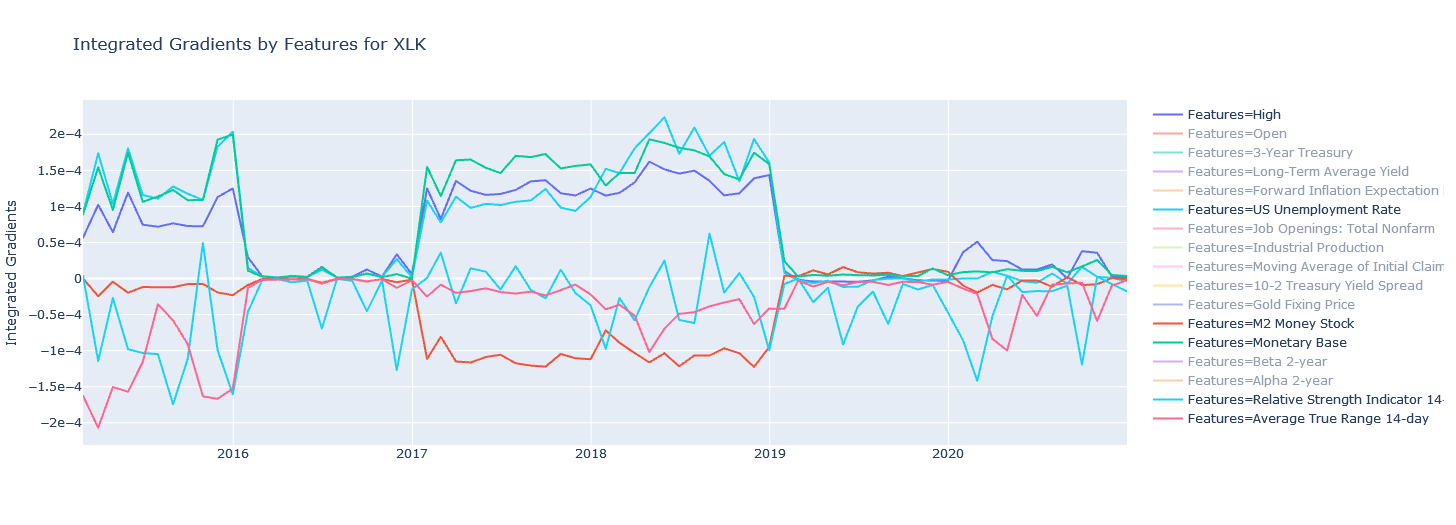 Integrated Gradients by Features for XLK
Integrated Gradients
2e−4
1.5e−4
1e−4
0.5e−4
0
−0.5e−4
−1e−4
−1.5e−4
−2e−4
2016
2017
2018
2019
2020
Features=High
Features=Open
Features=3-Year Treasury
Features=Long-Term Average Yield
Features=Forward Inflation Expectation
Features=US Unemployment Rate
Features=Job Openings: Total Nonfarm
Features=Industrial Production
Features=Moving Average of Initial Claim
Features=10-2 Treasury Yield Spread
Features=Gold Fixing Price
Features=M2 Money Stock
Features=Monetary Base
Features=Beta 2-year
Features=Alpha 2-year
Features=Relative Strength Indicator 14-
Features=Average True Range 14-day